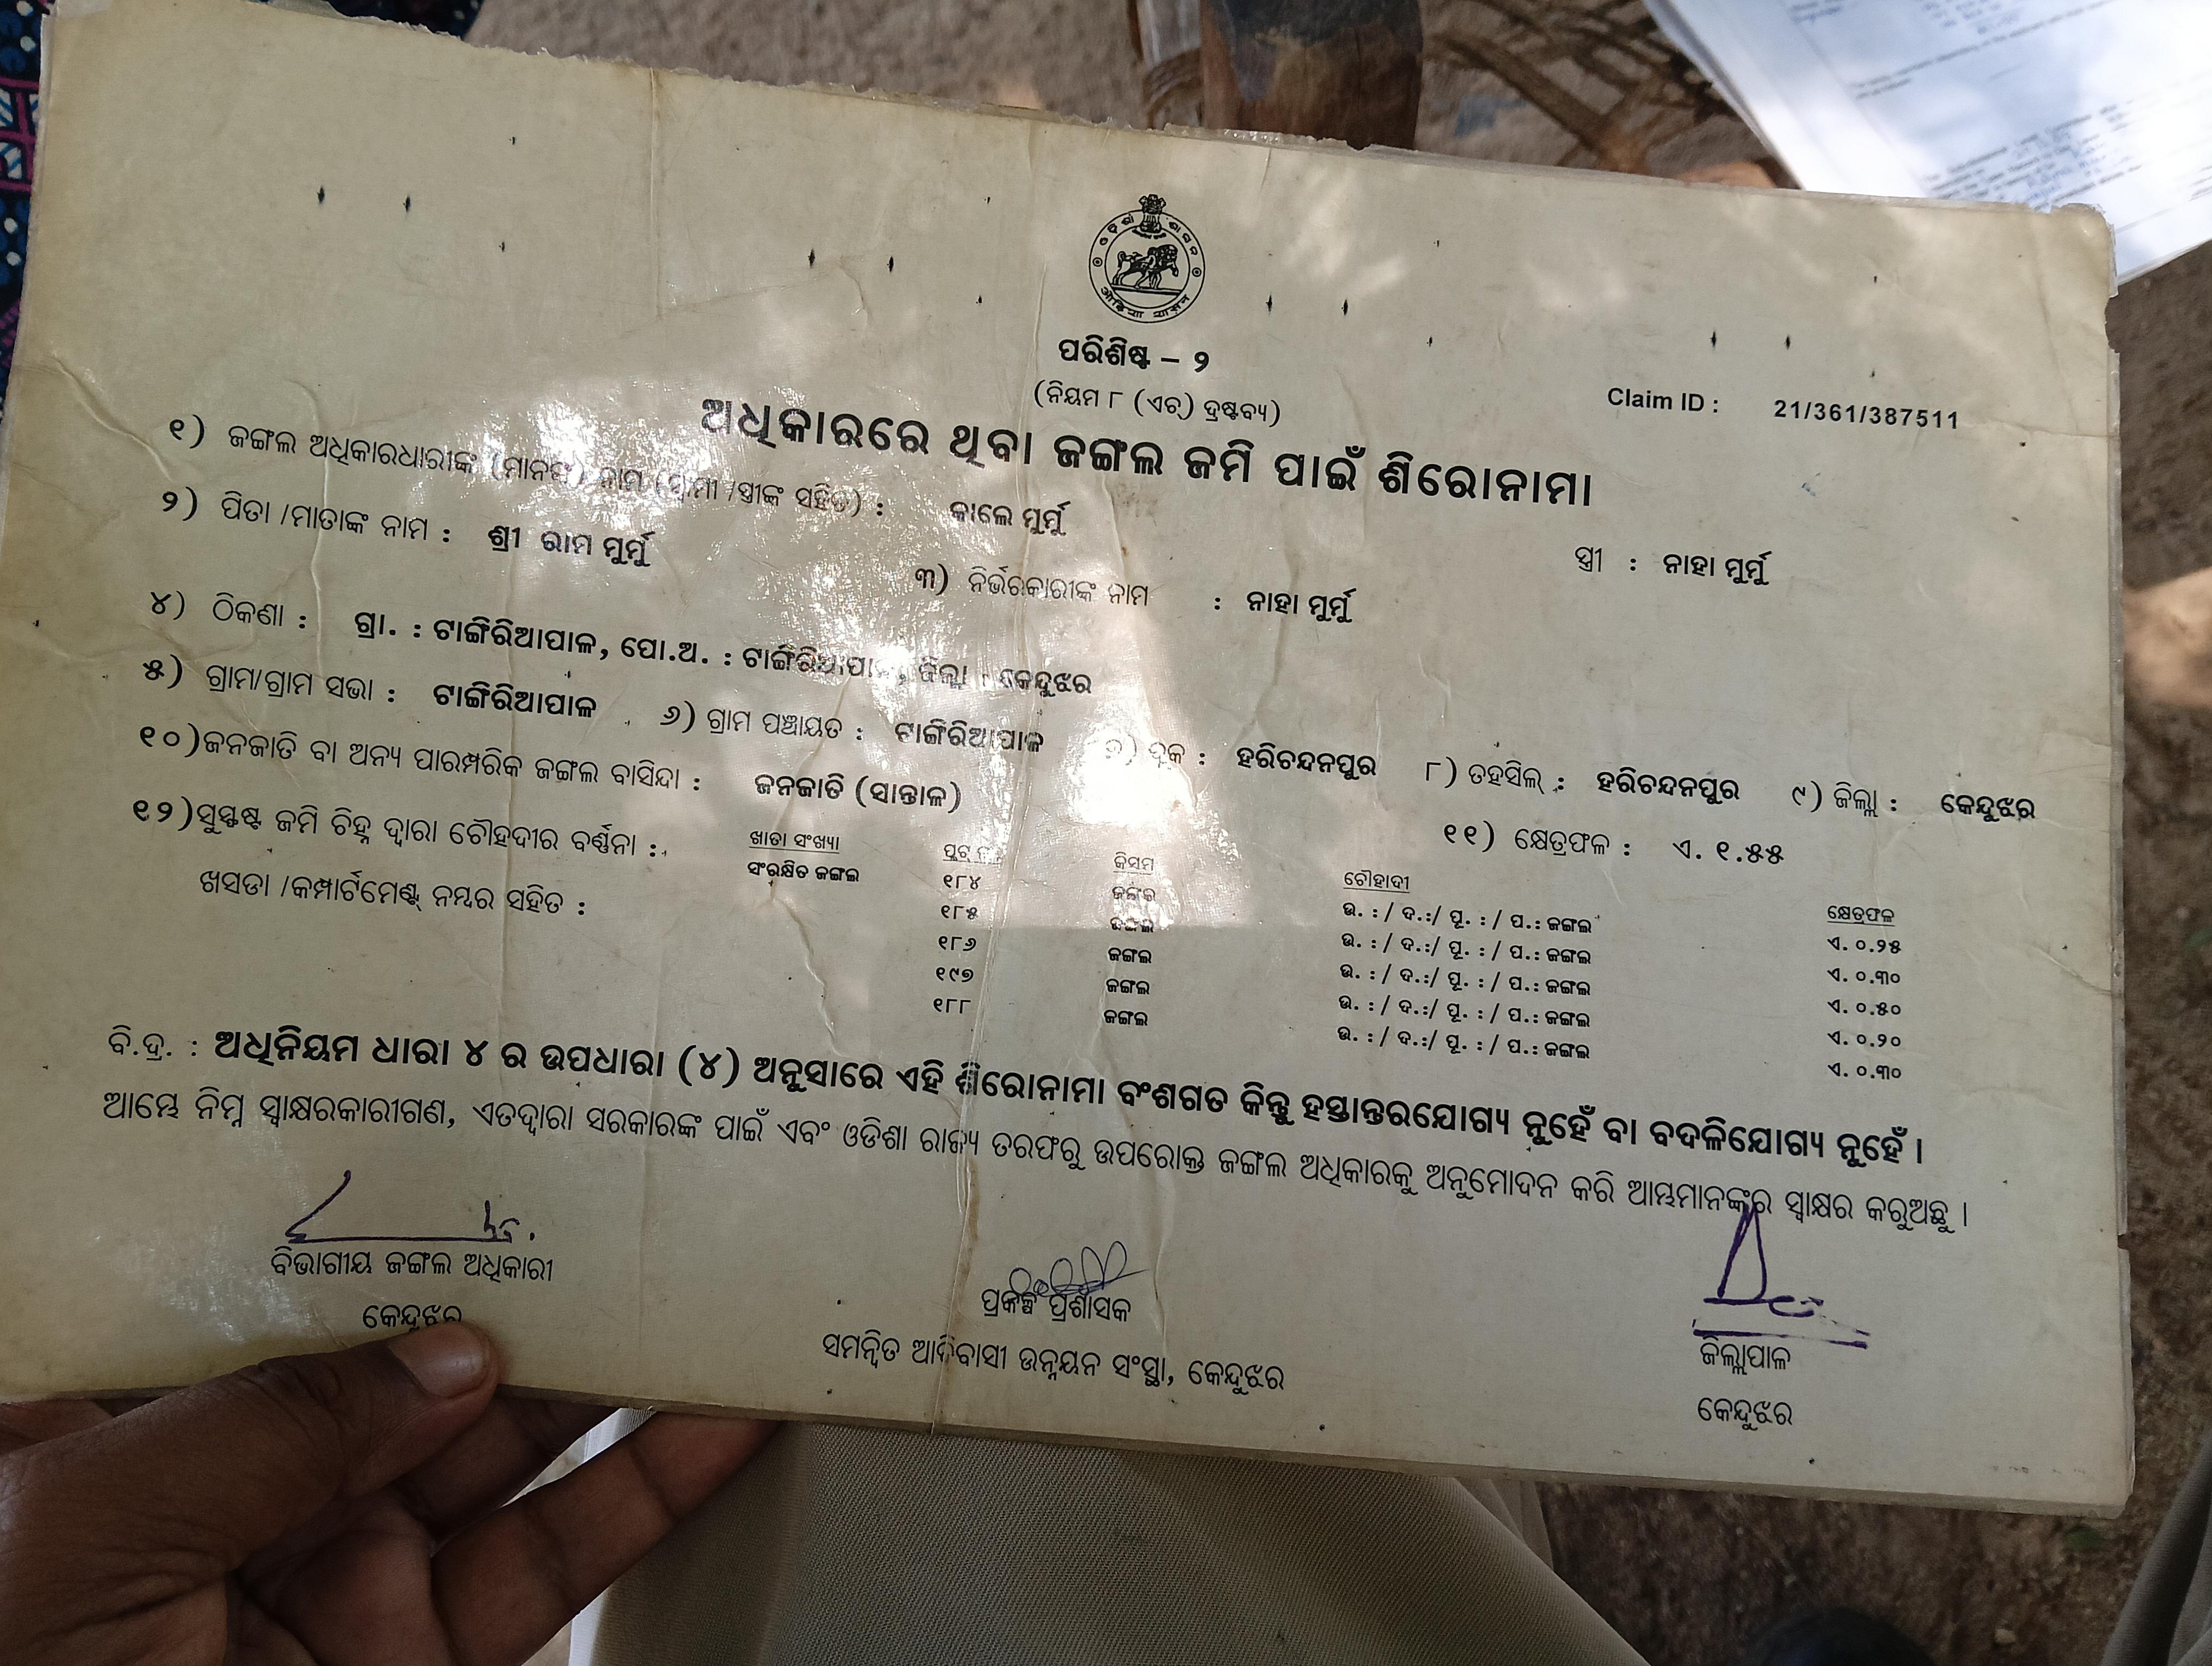 ଓଡ଼ିଶା ଶାସନ
ପରିଶିଷ୍ଟ – ୨
(ନିୟମ ୮ (ଏଚ୍) ଦ୍ରଷ୍ଟବ୍ୟ)
Claim ID : 21/361/387511
ଅଧିକାରରେ ଥିବା ଜଙ୍ଗଲ ଜମି ପାଇଁ ଶିରୋନାମା
୧) ଜଙ୍ଗଲ ଅଧିକାରଧାରୀଙ୍କ (ମାନଙ୍କ) ନାମ (ସ୍ୱାମୀ /ସ୍ତ୍ରୀଙ୍କ ସହିତ) : କାଲେ ମୁର୍ମୁ ସ୍ତ୍ରୀ : ନାହା ମୁର୍ମୁ
୨) ପିତା /ମାତାଙ୍କ ନାମ : ଶ୍ରୀ ରାମ ମୁର୍ମୁ ୩) ନିର୍ଭରକାରୀଙ୍କ ନାମ : ନାହା ମୁର୍ମୁ
୪) ଠିକଣା : ଗ୍ରା. : ଟାଙ୍ଗିରିଆପାଳ, ପୋ.ଅ. : ଟାଙ୍ଗିରିଆପାଳ, ଜିଲ୍ଲା : କେନ୍ଦୁଝର
୫) ଗ୍ରାମ/ଗ୍ରାମ ସଭା : ଟାଙ୍ଗିରିଆପାଳ ୬) ଗ୍ରାମ ପଞ୍ଚାୟତ : ଟାଙ୍ଗିରିଆପାଳ ୭) ବ୍ଲକ : ହରିଚନ୍ଦନପୁର ୮) ତହସିଲ୍ : ହରିଚନ୍ଦନପୁର ୯) ଜିଲ୍ଲା : କେନ୍ଦୁଝର
୧୦)ଜନଜାତି ବା ଅନ୍ୟ ପାରମ୍ପରିକ ଜଙ୍ଗଲ ବାସିନ୍ଦା : ଜନଜାତି (ସାନ୍ତାଳ) ୧୧) କ୍ଷେତ୍ରଫଳ : ଏ. ୧.୫୫
୧୨)ସୁସ୍ପଷ୍ଟ ଜମି ଚିହ୍ନ ଦ୍ୱାରା ଚୌହଦୀର ବର୍ଣ୍ଣନା :
ଖସଡା /କମ୍ପାର୍ଟମେଣ୍ଟ୍ ନମ୍ବର ସହିତ :
ଖାତା ସଂଖ୍ୟା ପ୍ଲଟ୍ କିସମ ଚୌହାଦୀ କ୍ଷେତ୍ରଫଳ
ସଂରକ୍ଷିତ ଜଙ୍ଗଲ ୧୮୪ ଜଙ୍ଗଲ ଉ. : / ଦ.:/ ପୂ. : / ପ.: ଜଙ୍ଗଲ ଏ. ୦.୨୫
୧୮୫ ଜଙ୍ଗଲ ଉ. : / ଦ.:/ ପୂ. : / ପ.: ଜଙ୍ଗଲ ଏ. ୦.୩୦
୧୮୬ ଜଙ୍ଗଲ ଉ. : / ଦ.:/ ପୂ. : / ପ.: ଜଙ୍ଗଲ ଏ. ୦.୫୦
୧୯୭ ଜଙ୍ଗଲ ଉ. : / ଦ.:/ ପୂ. : / ପ.: ଜଙ୍ଗଲ ଏ. ୦.୨୦
୧୮୮ ଜଙ୍ଗଲ ଉ. : / ଦ.:/ ପୂ. : / ପ.: ଜଙ୍ଗଲ ଏ. ୦.୩୦
ବି.ଦ୍ର. : ଅଧିନିୟମ ଧାରା ୪ ର ଉପଧାରା (୪) ଅନୁସାରେ ଏହି ଶିରୋନାମା ବଂଶଗତ କିନ୍ତୁ ହସ୍ତାନ୍ତରଯୋଗ୍ୟ ନୁହେଁ ବା ବଦଳିଯୋଗ୍ୟ ନୁହେଁ ।
ଆମ୍ଭେ ନିମ୍ନ ସ୍ୱାକ୍ଷରକାରୀଗଣ, ଏତଦ୍ୱାରା ସରକାରଙ୍କ ପାଇଁ ଏବଂ ଓଡିଶା ରାଜ୍ୟ ତରଫରୁ ଉପରୋକ୍ତ ଜଙ୍ଗଲ ଅଧିକାରକୁ ଅନୁମୋଦନ କରି ଆମ୍ଭମାନଙ୍କର ସ୍ୱାକ୍ଷର କରୁଅଛୁ ।
ବିଭାଗୀୟ ଜଙ୍ଗଲ ଅଧିକାରୀ
କେନ୍ଦୁଝର
ପ୍ରକଳ୍ପ ପ୍ରଶାସକ
ସମନ୍ୱିତ ଆଦିବାସୀ ଉନ୍ନୟନ ସଂସ୍ଥା, କେନ୍ଦୁଝର
ଜିଲ୍ଲାପାଳ
କେନ୍ଦୁଝର